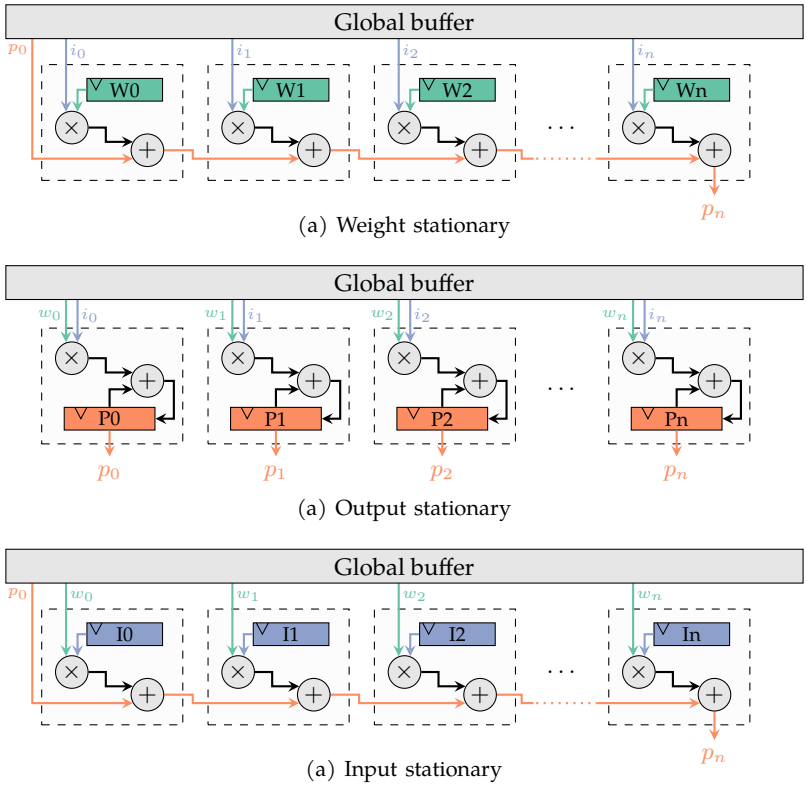 Global buffer
p0 i0 i1 i2 in
W0 W1 W2 Wn
× × × . . . ×
+ + + +
pn
(a) Weight stationary
Global buffer
w0 i0 w1 i1 w2 i2 wn in
× × × ×
+ + + . . . +
P0 P1 P2 Pn
p0 p1 p2 pn
(a) Output stationary
Global buffer
p0 w0 w1 w2 wn
I0 I1 I2 In
× × × . . . ×
+ + + +
pn
(a) Input stationary